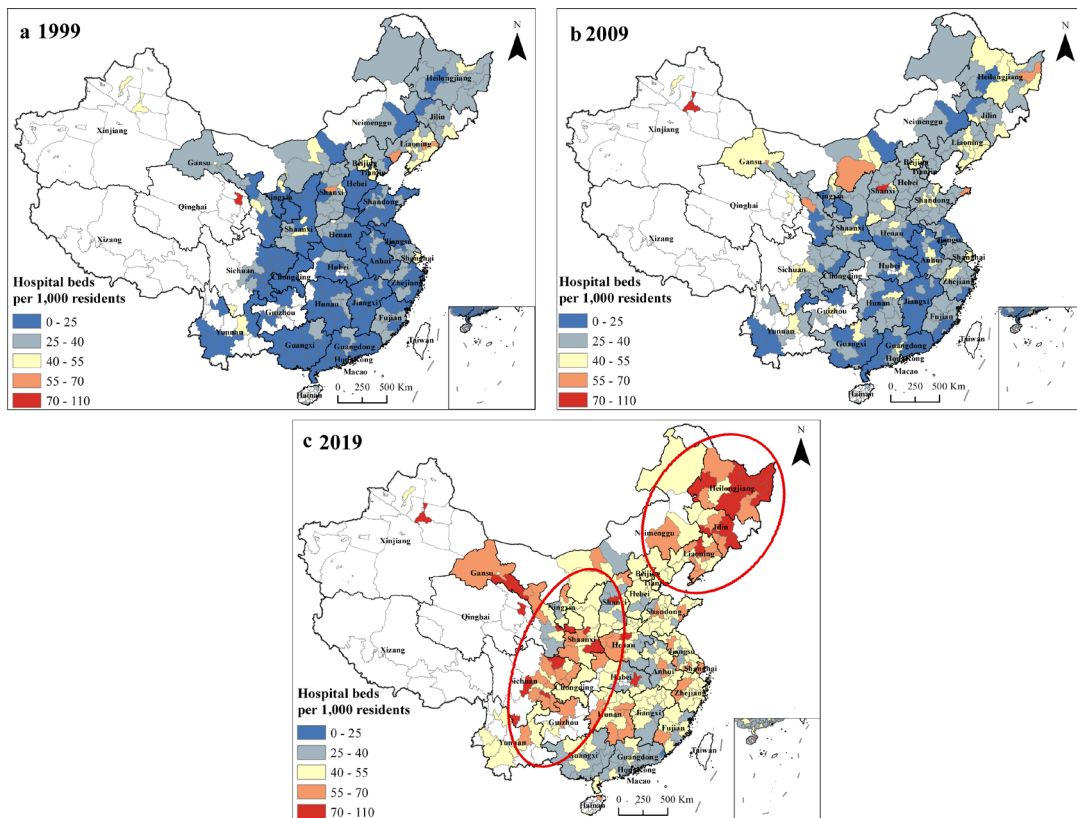 a 1999
N
Heilongjiang
Jilin
Xinjiang
Neimenggu
Liaoning
Gansu
Beijing
Tianjin
Hebei
Ningxia
Shanxi
Shandong
Qinghai
Shaanxi
Henan
Jiangsu
Xizang
Anhui
Shanghai
Sichuan
Hubei
Chongqing
Zhejiang
Hunan
Jiangxi
Guizhou
Fujian
Yunnan
Guangxi
Guangdong
Taiwan
HongKong
Macao
Hainan
Hospital beds
per 1,000 residents
0 - 25
25 - 40
40 - 55
55 - 70
70 - 110
0 500 Km
b 2009
N
Heilongjiang
Jilin
Xinjiang
Neimenggu
Liaoning
Gansu
Beijing
Tianjin
Hebei
Ningxia
Shanxi
Shandong
Qinghai
Shaanxi
Henan
Jiangsu
Xizang
Anhui
Shanghai
Sichuan
Hubei
Chongqing
Zhejiang
Hunan
Jiangxi
Guizhou
Fujian
Yunnan
Guangxi
Guangdong
Taiwan
HongKong
Macao
Hainan
Hospital beds
per 1,000 residents
0 - 25
25 - 40
40 - 55
55 - 70
70 - 110
0 500 Km
c 2019
N
Heilongjiang
Jilin
Xinjiang
Neimenggu
Liaoning
Gansu
Beijing
Tianjin
Hebei
Ningxia
Shanxi
Shandong
Qinghai
Shaanxi
Henan
Jiangsu
Xizang
Anhui
Shanghai
Sichuan
Hubei
Chongqing
Zhejiang
Hunan
Jiangxi
Guizhou
Fujian
Yunnan
Guangxi
Guangdong
Taiwan
HongKong
Macao
Hainan
Hospital beds
per 1,000 residents
0 - 25
25 - 40
40 - 55
55 - 70
70 - 110
0 500 Km